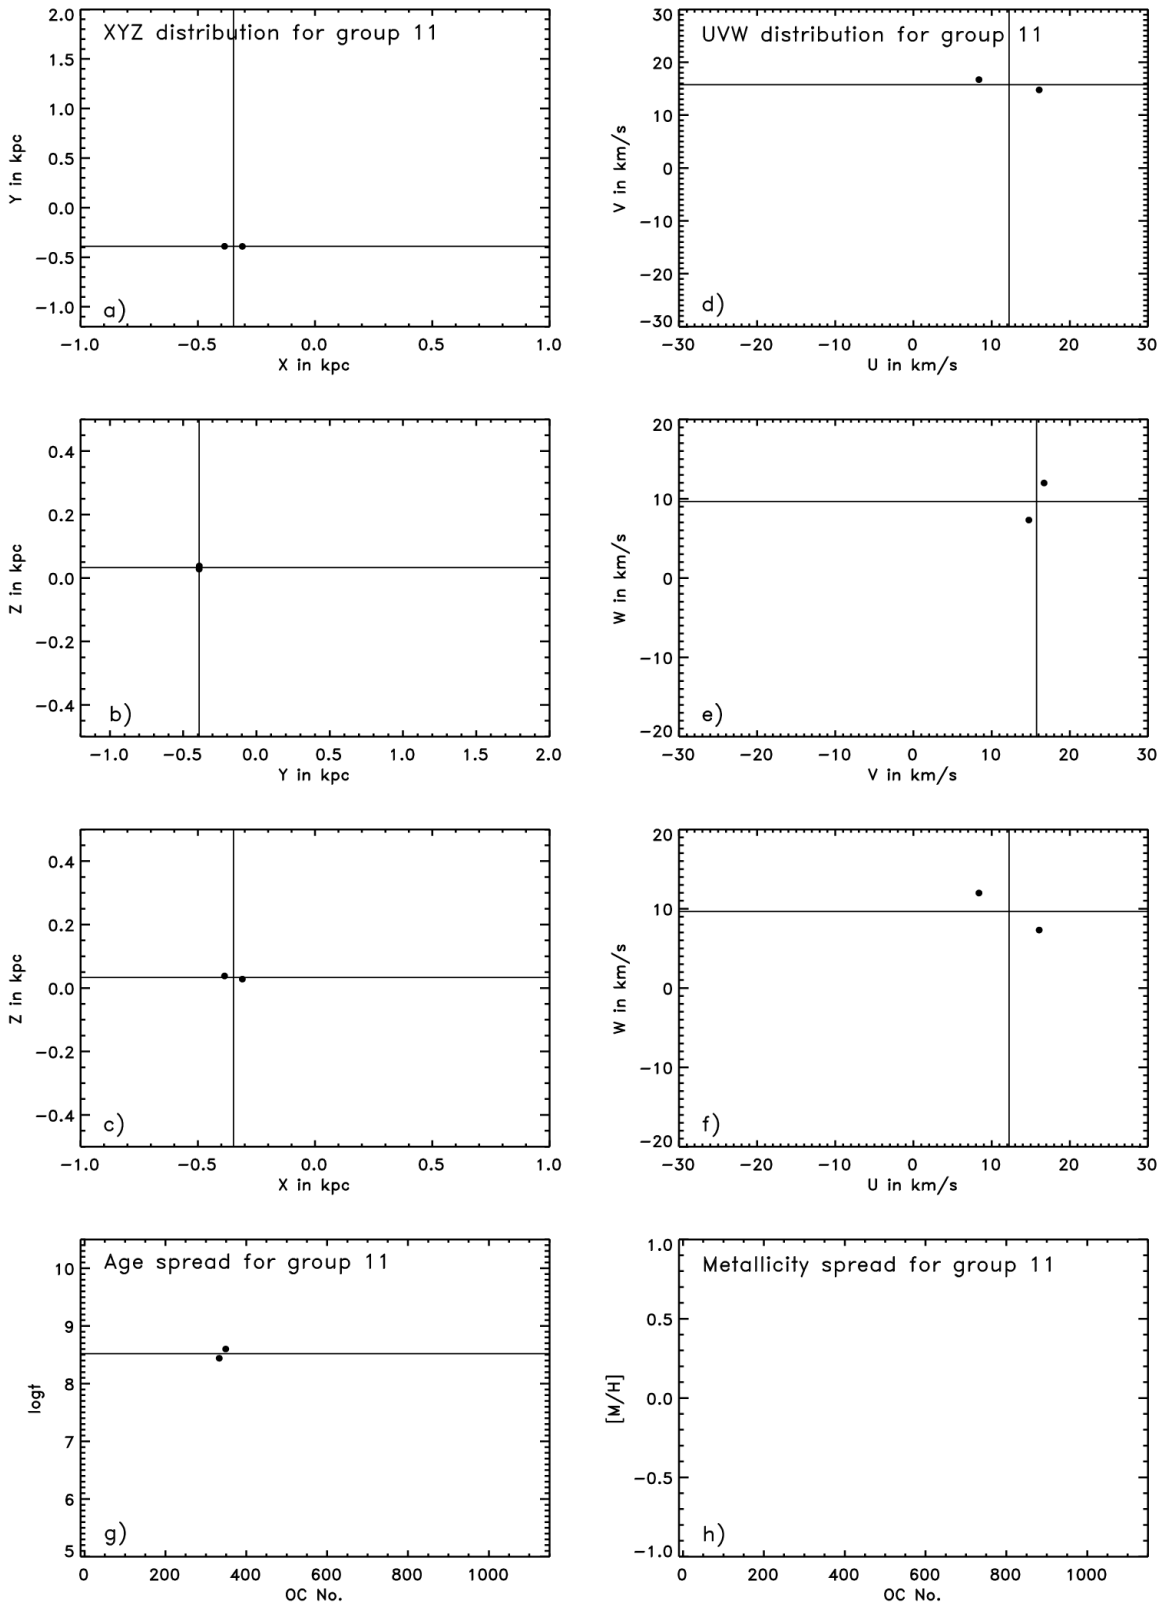 XYZ distribution for group 11
2.0
1.5
1.0
0.5
0.0
−0.5
−1.0
Y in kpc
a)
−1.0 −0.5 0.0 0.5 1.0
X in kpc
UVW distribution for group 11
30
20
10
0
−10
−20
−30
V in km/s
d)
−30 −20 −10 0 10 20 30
U in km/s
0.4
0.2
0.0
−0.2
−0.4
Z in kpc
b)
−1.0 −0.5 0.0 0.5 1.0 1.5 2.0
Y in kpc
20
10
0
−10
−20
W in km/s
e)
−30 −20 −10 0 10 20 30
V in km/s
0.4
0.2
0.0
−0.2
−0.4
Z in kpc
c)
−1.0 −0.5 0.0 0.5 1.0
X in kpc
20
10
0
−10
−20
W in km/s
f)
−30 −20 −10 0 10 20 30
U in km/s
Age spread for group 11
10
9
8
7
6
5
logt
g)
0 200 400 600 800 1000
OC No.
Metallicity spread for group 11
1.0
0.5
0.0
−0.5
−1.0
[M/H]
h)
0 200 400 600 800 1000
OC No.